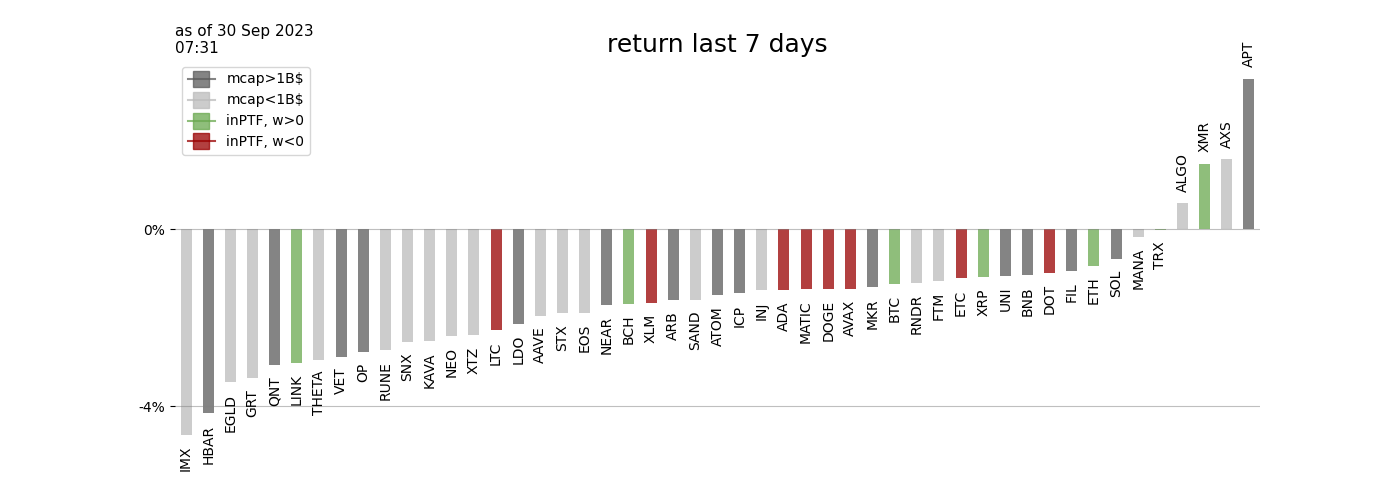 as of 30 Sep 2023
07:31
return last 7 days
mcap>1B$
mcap<1B$
inPTF, w>0
inPTF, w<0
0%
-4%
IMX
HBAR
EGLD
GRT
QNT
LINK
THETA
VET
OP
RUNE
SNX
KAVA
NEO
XTZ
LTC
LDO
AAVE
STX
EOS
NEAR
BCH
XLM
ARB
SAND
ATOM
ICP
INJ
ADA
MATIC
DOGE
AVAX
MKR
BTC
RNDR
FTM
ETC
XRP
UNI
BNB
DOT
FIL
ETH
SOL
MANA
TRX
ALGO
XMR
AXS
APT